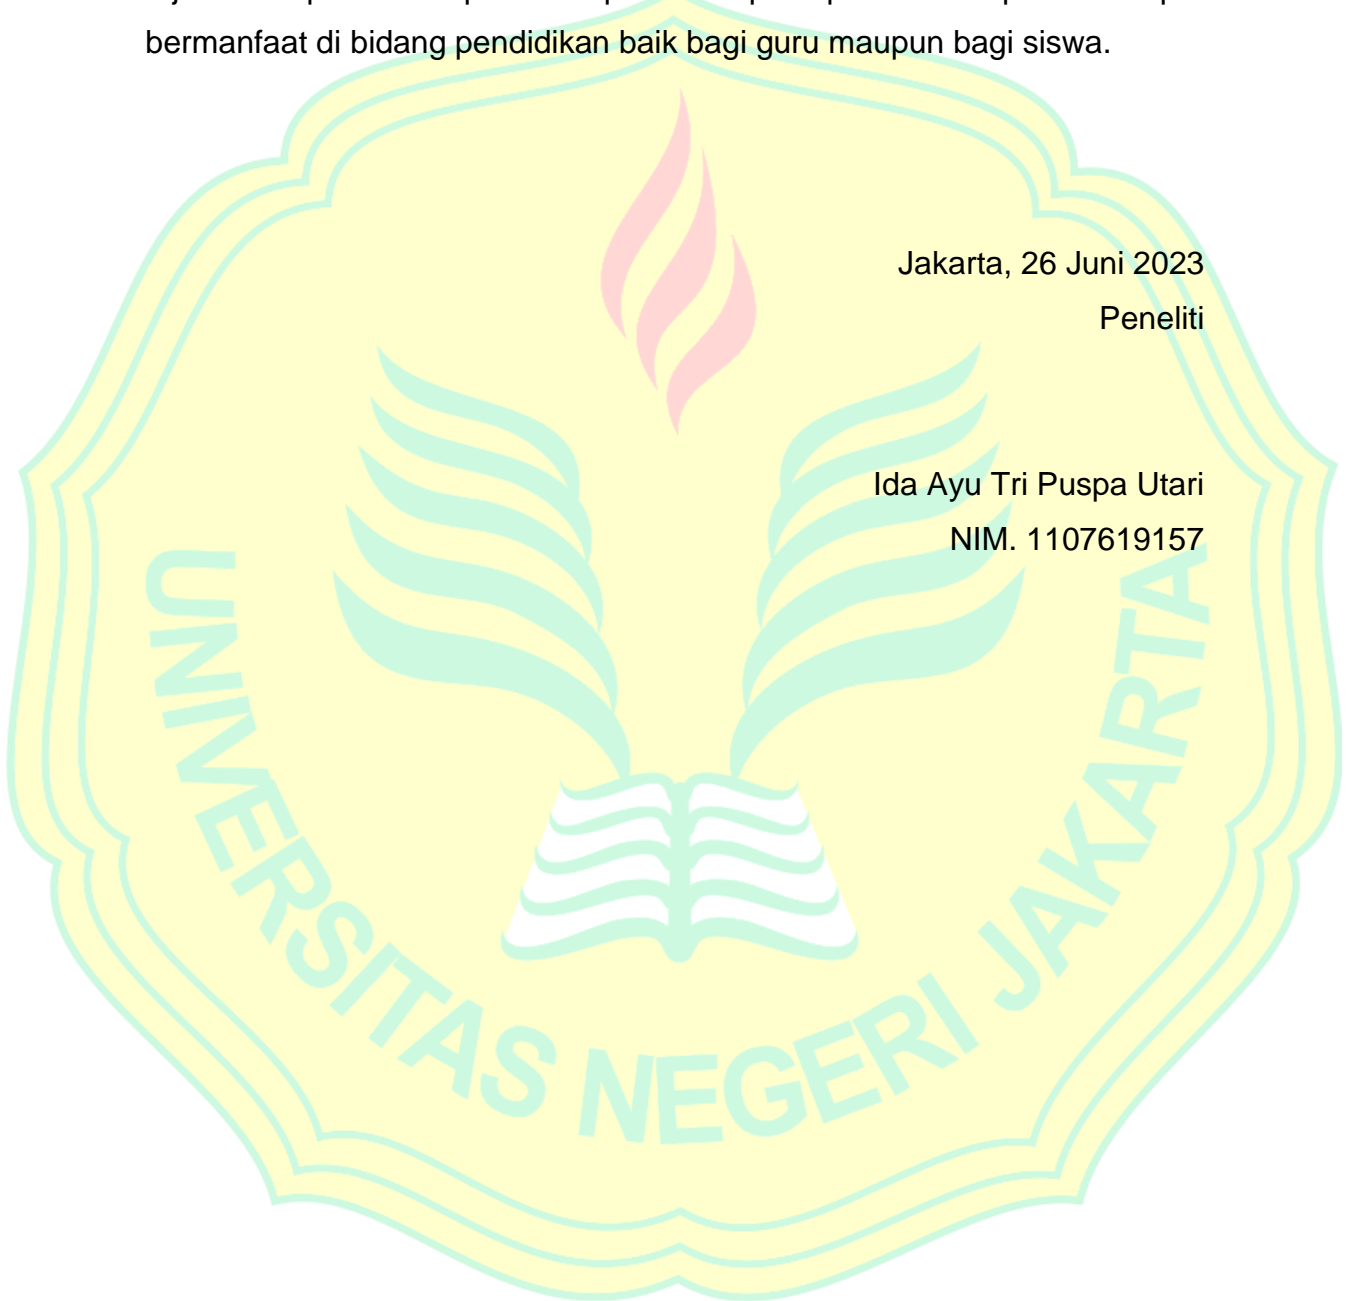 bermanfaat di bidang pendidikan baik bagi guru maupun bagi siswa.
Jakarta, 26 Juni 2023
Peneliti
Ida Ayu Tri Puspa Utari
NIM. 1107619157
UNIVERSITAS NEGERI JAKARTA